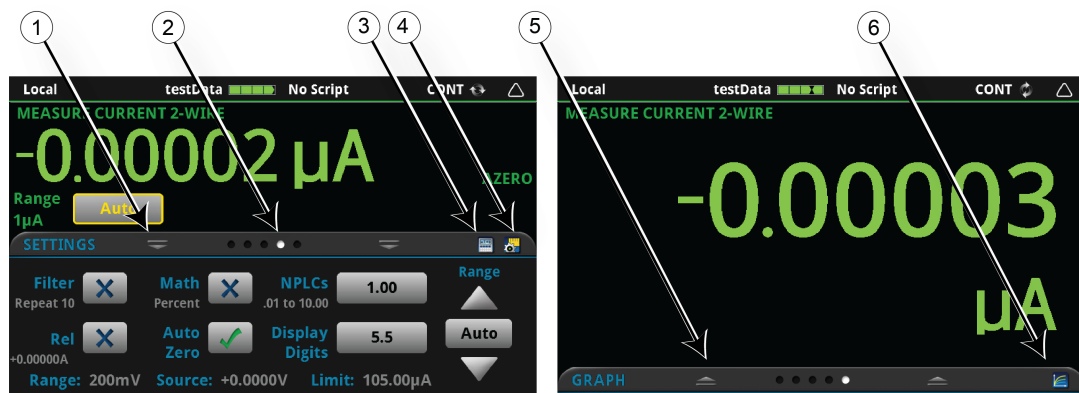 1 2 3 4 5 6
Local testData No Script CONT
MEASURE CURRENT 2-WIRE
-0.00002 µA
AZERO
Range
1µA
Auto
SETTINGS
Filter
Repeat 10
Math
Percent
NPLCs
.01 to 10.00
1.00
Range
Rel
+0.00000A
Auto
Zero
Display
Digits
5.5
Auto
Range: 200mV Source: +0.0000V Limit: 105.00µA
Local testData No Script CONT
MEASURE CURRENT 2-WIRE
-0.00003
µA
GRAPH